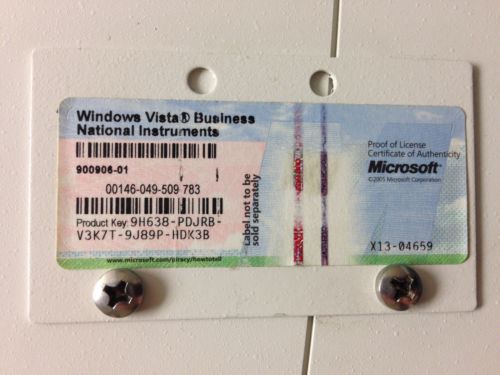 Windows Vista® Business
National Instruments
900906-01
00146-049-509 783
Product Key: 9H638-PDJRB-
V3K7T-9J89P-HDX3B
www.microsoft.com/piracy/howtotell
Label not to be
sold separately
Proof of License
Certificate of Authenticity
Microsoft®
©2005 Microsoft Corporation
X13-04659